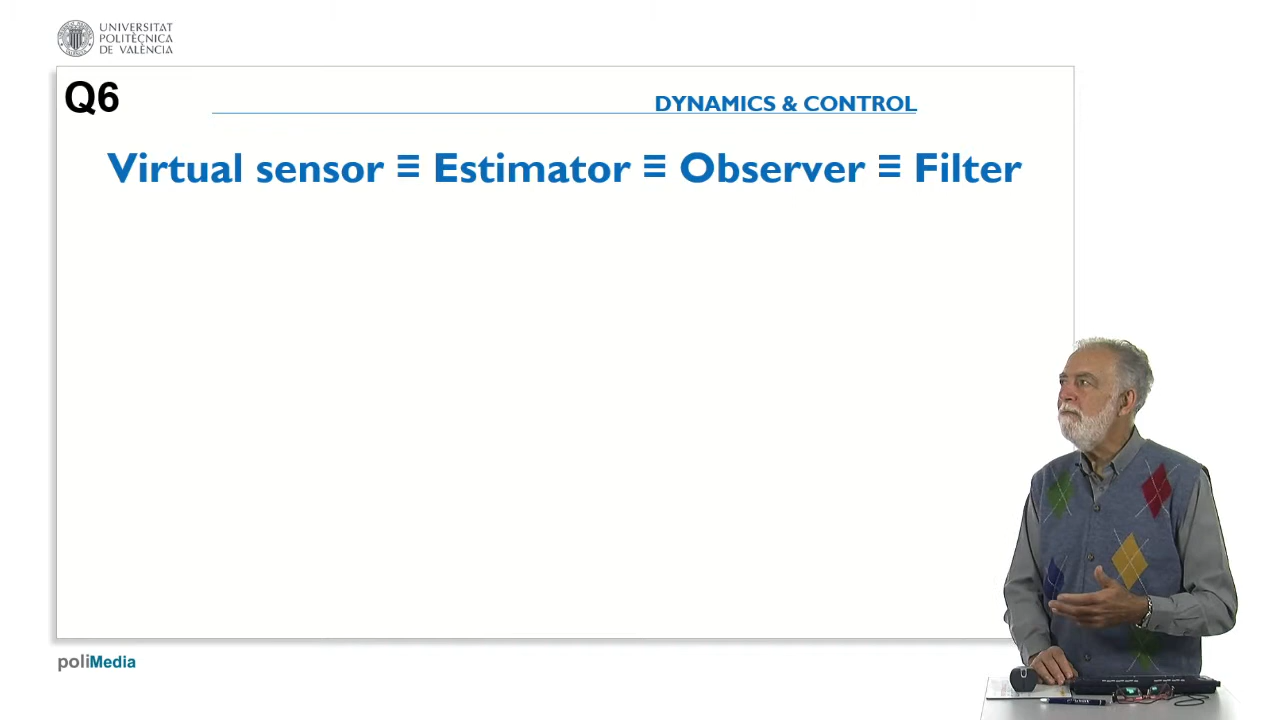 UNIVERSITAT
POLITÈCNICA
DE VALÈNCIA
Q6
DYNAMICS & CONTROL
Virtual sensor ≡ Estimator ≡ Observer ≡ Filter
poliMedia